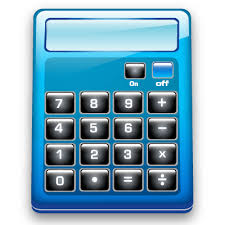 On off
7 8 9 +
4 5 6 -
1 2 3 x
0 • = ÷